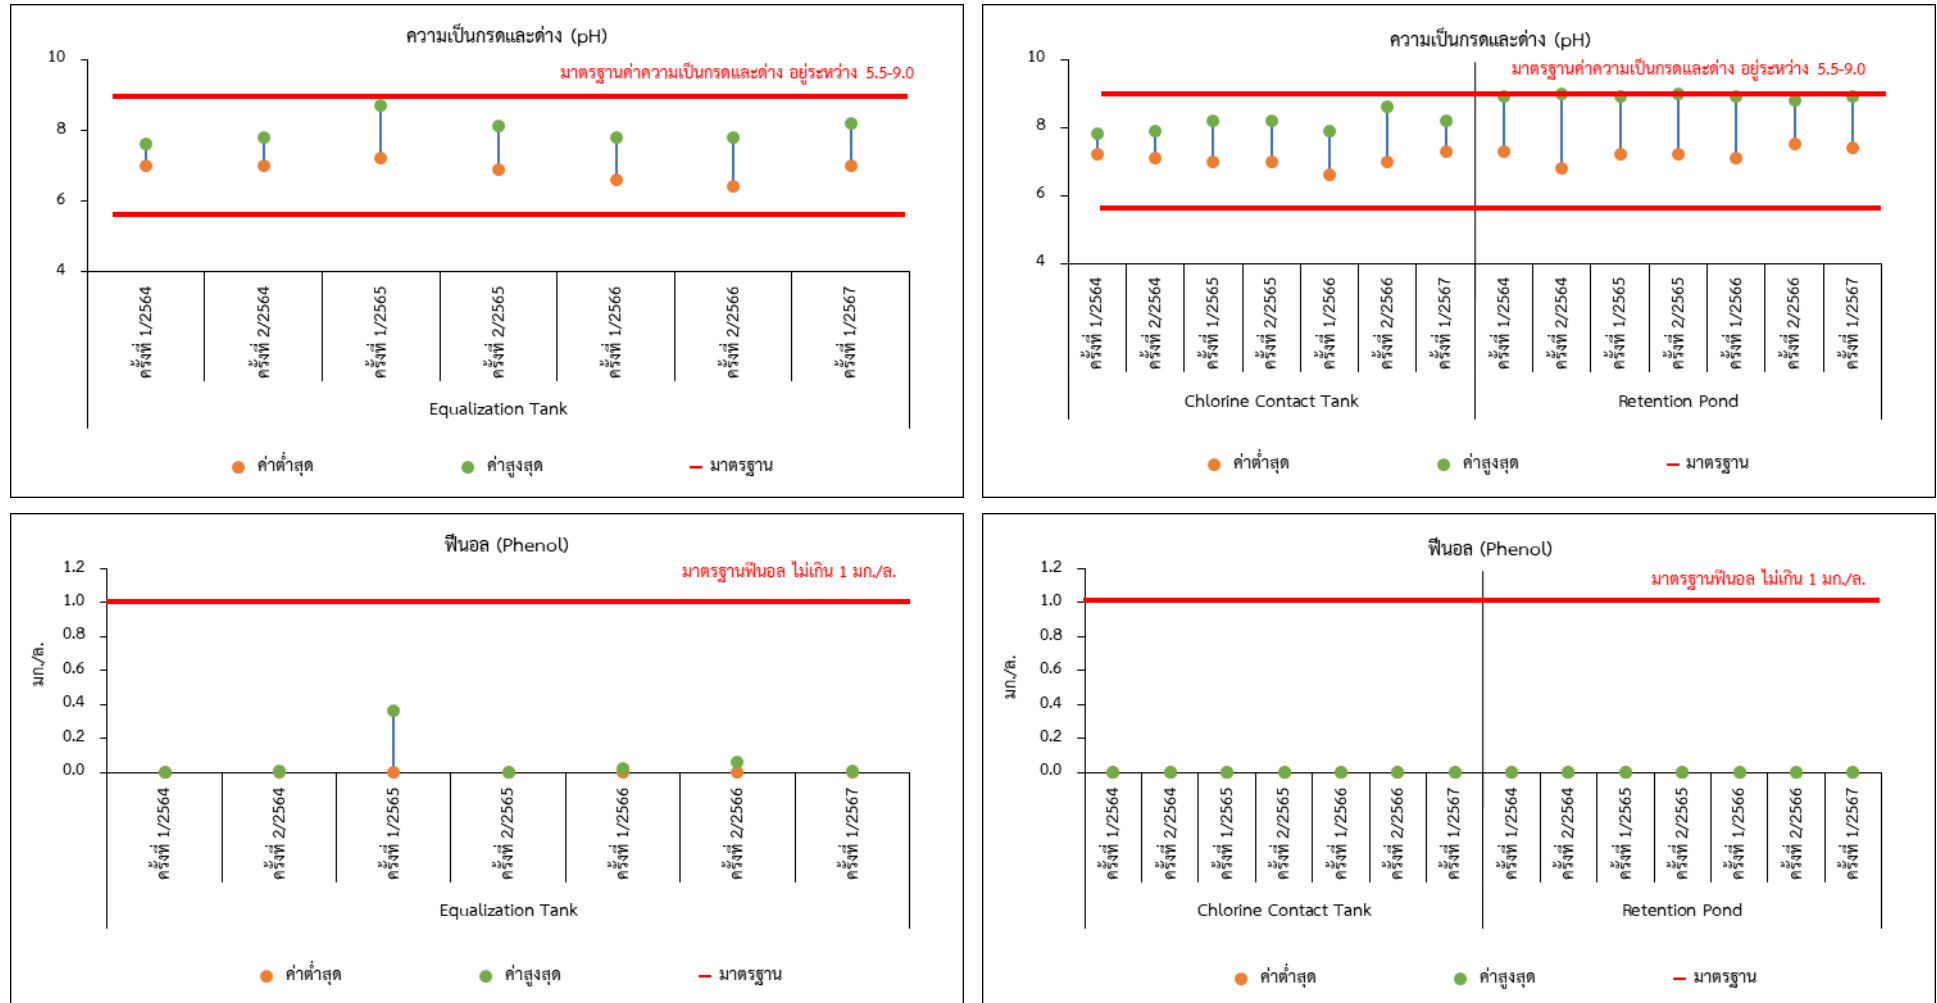 ความเป็นกรดและด่าง (pH)
มาตรฐานค่าความเป็นกรดและด่าง อยู่ระหว่าง 5.5-9.0
10
8
6
4
ครั้งที่ 1/2564
ครั้งที่ 2/2564
ครั้งที่ 1/2565
ครั้งที่ 2/2565
ครั้งที่ 1/2566
ครั้งที่ 2/2566
ครั้งที่ 1/2567
Equalization Tank
ค่าต่ำสุด ค่าสูงสุด มาตรฐาน
ความเป็นกรดและด่าง (pH)
มาตรฐานค่าความเป็นกรดและด่าง อยู่ระหว่าง 5.5-9.0
10
8
6
4
ครั้งที่ 1/2564
ครั้งที่ 2/2564
ครั้งที่ 1/2565
ครั้งที่ 2/2565
ครั้งที่ 1/2566
ครั้งที่ 2/2566
ครั้งที่ 1/2567
ครั้งที่ 1/2564
ครั้งที่ 2/2564
ครั้งที่ 1/2565
ครั้งที่ 2/2565
ครั้งที่ 1/2566
ครั้งที่ 2/2566
ครั้งที่ 1/2567
Chlorine Contact Tank Retention Pond
ค่าต่ำสุด ค่าสูงสุด มาตรฐาน
ฟีนอล (Phenol)
มาตรฐานฟีนอล ไม่เกิน 1 มก./ล.
มก./ล.
1.2
1.0
0.8
0.6
0.4
0.2
0.0
ครั้งที่ 1/2564
ครั้งที่ 2/2564
ครั้งที่ 1/2565
ครั้งที่ 2/2565
ครั้งที่ 1/2566
ครั้งที่ 2/2566
ครั้งที่ 1/2567
Equalization Tank
ค่าต่ำสุด ค่าสูงสุด มาตรฐาน
ฟีนอล (Phenol)
มาตรฐานฟีนอล ไม่เกิน 1 มก./ล.
มก./ล.
1.2
1.0
0.8
0.6
0.4
0.2
0.0
ครั้งที่ 1/2564
ครั้งที่ 2/2564
ครั้งที่ 1/2565
ครั้งที่ 2/2565
ครั้งที่ 1/2566
ครั้งที่ 2/2566
ครั้งที่ 1/2567
ครั้งที่ 1/2564
ครั้งที่ 2/2564
ครั้งที่ 1/2565
ครั้งที่ 2/2565
ครั้งที่ 1/2566
ครั้งที่ 2/2566
ครั้งที่ 1/2567
Chlorine Contact Tank Retention Pond
ค่าต่ำสุด ค่าสูงสุด มาตรฐาน